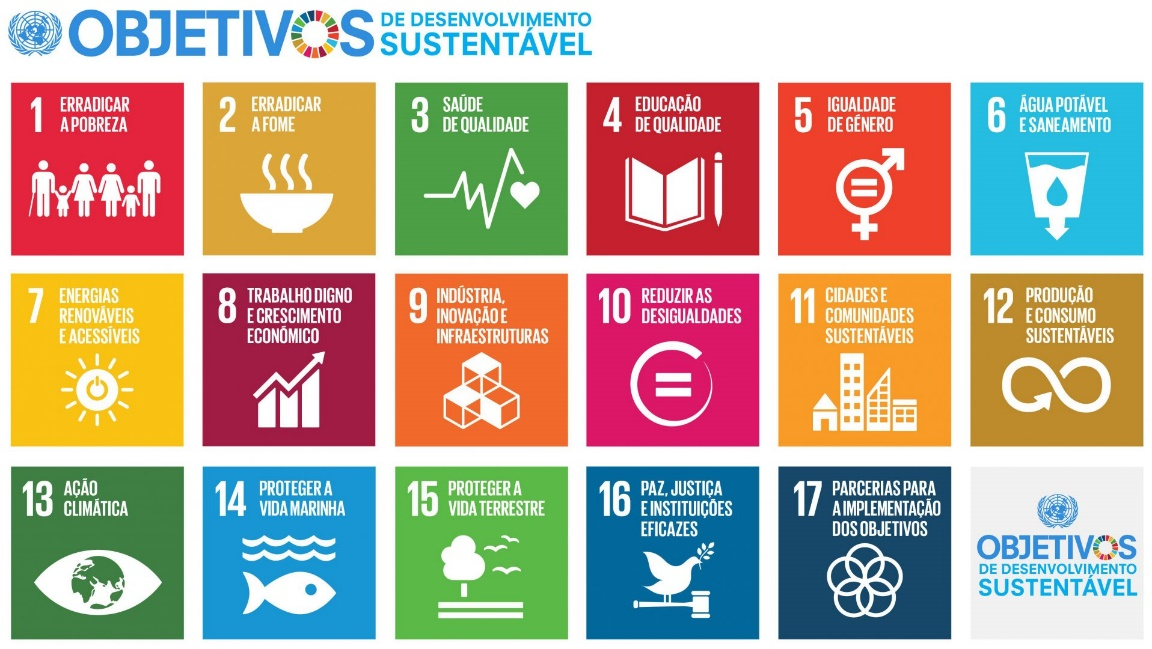 OBJETIVOS
DE DESENVOLVIMENTO
SUSTENTÁVEL
1 ERRADICAR
A POBREZA
2 ERRADICAR
A FOME
3 SAÚDE
DE QUALIDADE
4 EDUCAÇÃO
DE QUALIDADE
5 IGUALDADE
DE GÉNERO
6 ÁGUA POTÁVEL
E SANEAMENTO
7 ENERGIAS
RENOVÁVEIS
E ACESSÍVEIS
8 TRABALHO DIGNO
E CRESCIMENTO
ECONÓMICO
9 INDÚSTRIA,
INOVAÇÃO E
INFRAESTRUTURAS
10 REDUZIR AS
DESIGUALDADES
11 CIDADES E
COMUNIDADES
SUSTENTÁVEIS
12 PRODUÇÃO
E CONSUMO
SUSTENTÁVEIS
13 AÇÃO
CLIMÁTICA
14 PROTEGER A
VIDA MARINHA
15 PROTEGER A
VIDA TERRESTRE
16 PAZ, JUSTIÇA
E INSTITUIÇÕES
EFICAZES
17 PARCERIAS PARA
A IMPLEMENTAÇÃO
DOS OBJETIVOS
OBJETIVOS
DE DESENVOLVIMENTO
SUSTENTÁVEL